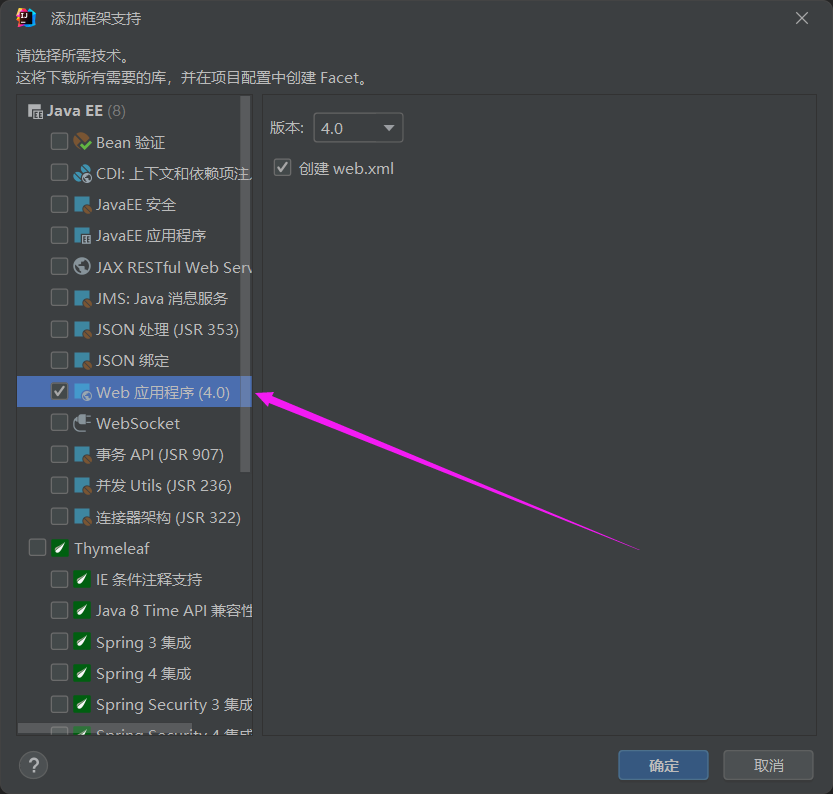 添加框架支持
请选择所需技术。
这将下载所有需要的库，并在项目配置中创建 Facet。
Java EE (8)
Bean 验证
CDI: 上下文和依赖项注
JavaEE 安全
JavaEE 应用程序
JAX RESTful Web Serv
JMS: Java 消息服务
JSON 处理 (JSR 353)
JSON 绑定
Web 应用程序 (4.0)
WebSocket
事务 API (JSR 907)
并发 Utils (JSR 236)
连接器架构 (JSR 322)
Thymeleaf
IE 条件注释支持
Java 8 Time API 兼容性
Spring 3 集成
Spring 4 集成
Spring Security 3 集成
Spring Security 4 集成
版本: 4.0
创建 web.xml
?
确定
取消